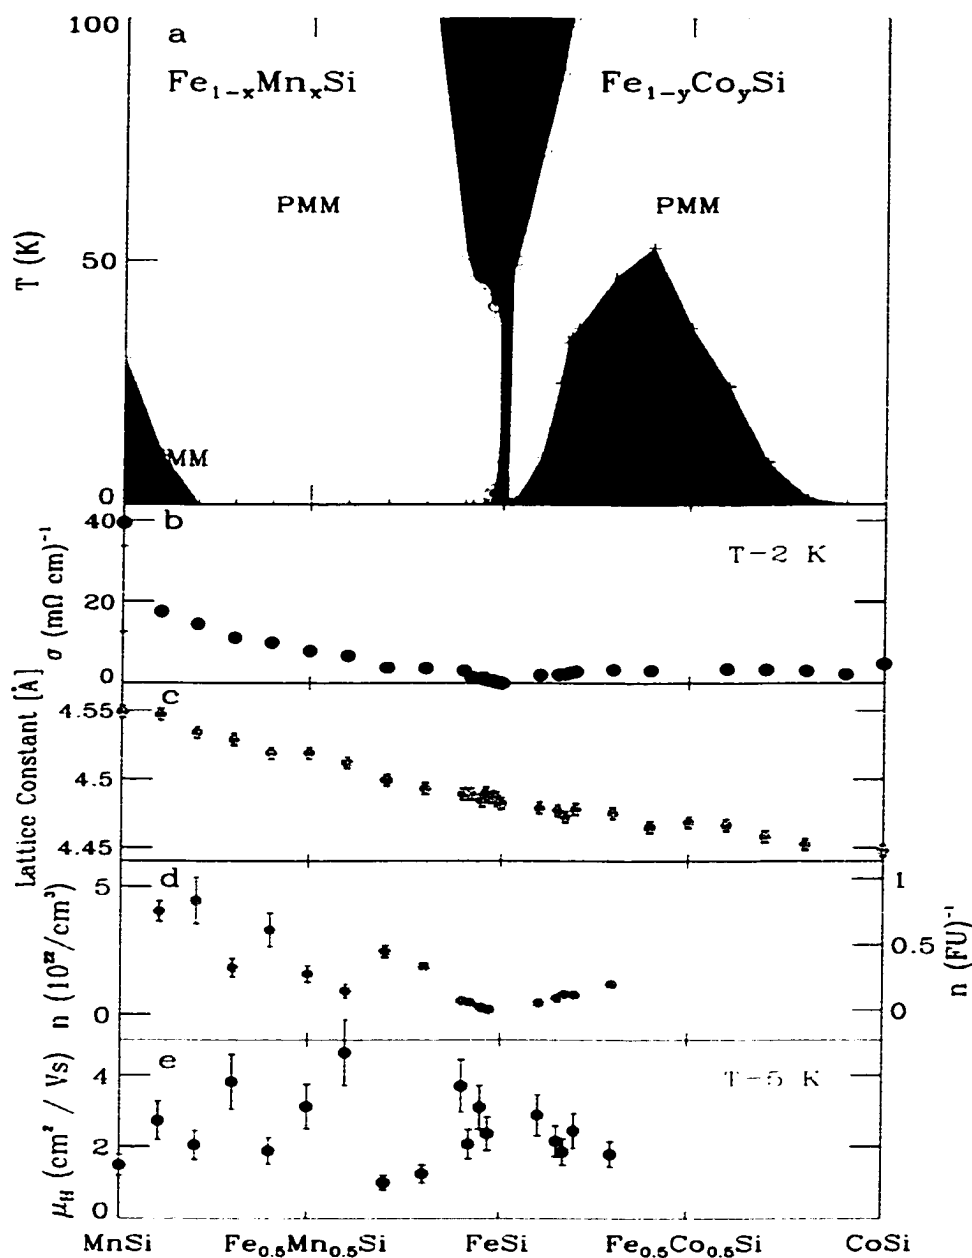 100
a
Fe1-xMnxSi
Fe1-yCoySi
PMM
PMM
T (K)
50
MM
0
b
T-2 K
40
20
0
σ (mΩ cm)⁻¹
c
4.55
4.5
4.45
Lattice Constant [Å]
d
5
0
n (10²²/cm³)
1
0.5
0
n (FU)⁻¹
e
T-5 K
4
2
0
μH (cm² / Vs)
MnSi
Fe0.5Mn0.5Si
FeSi
Fe0.5Co0.5Si
CoSi